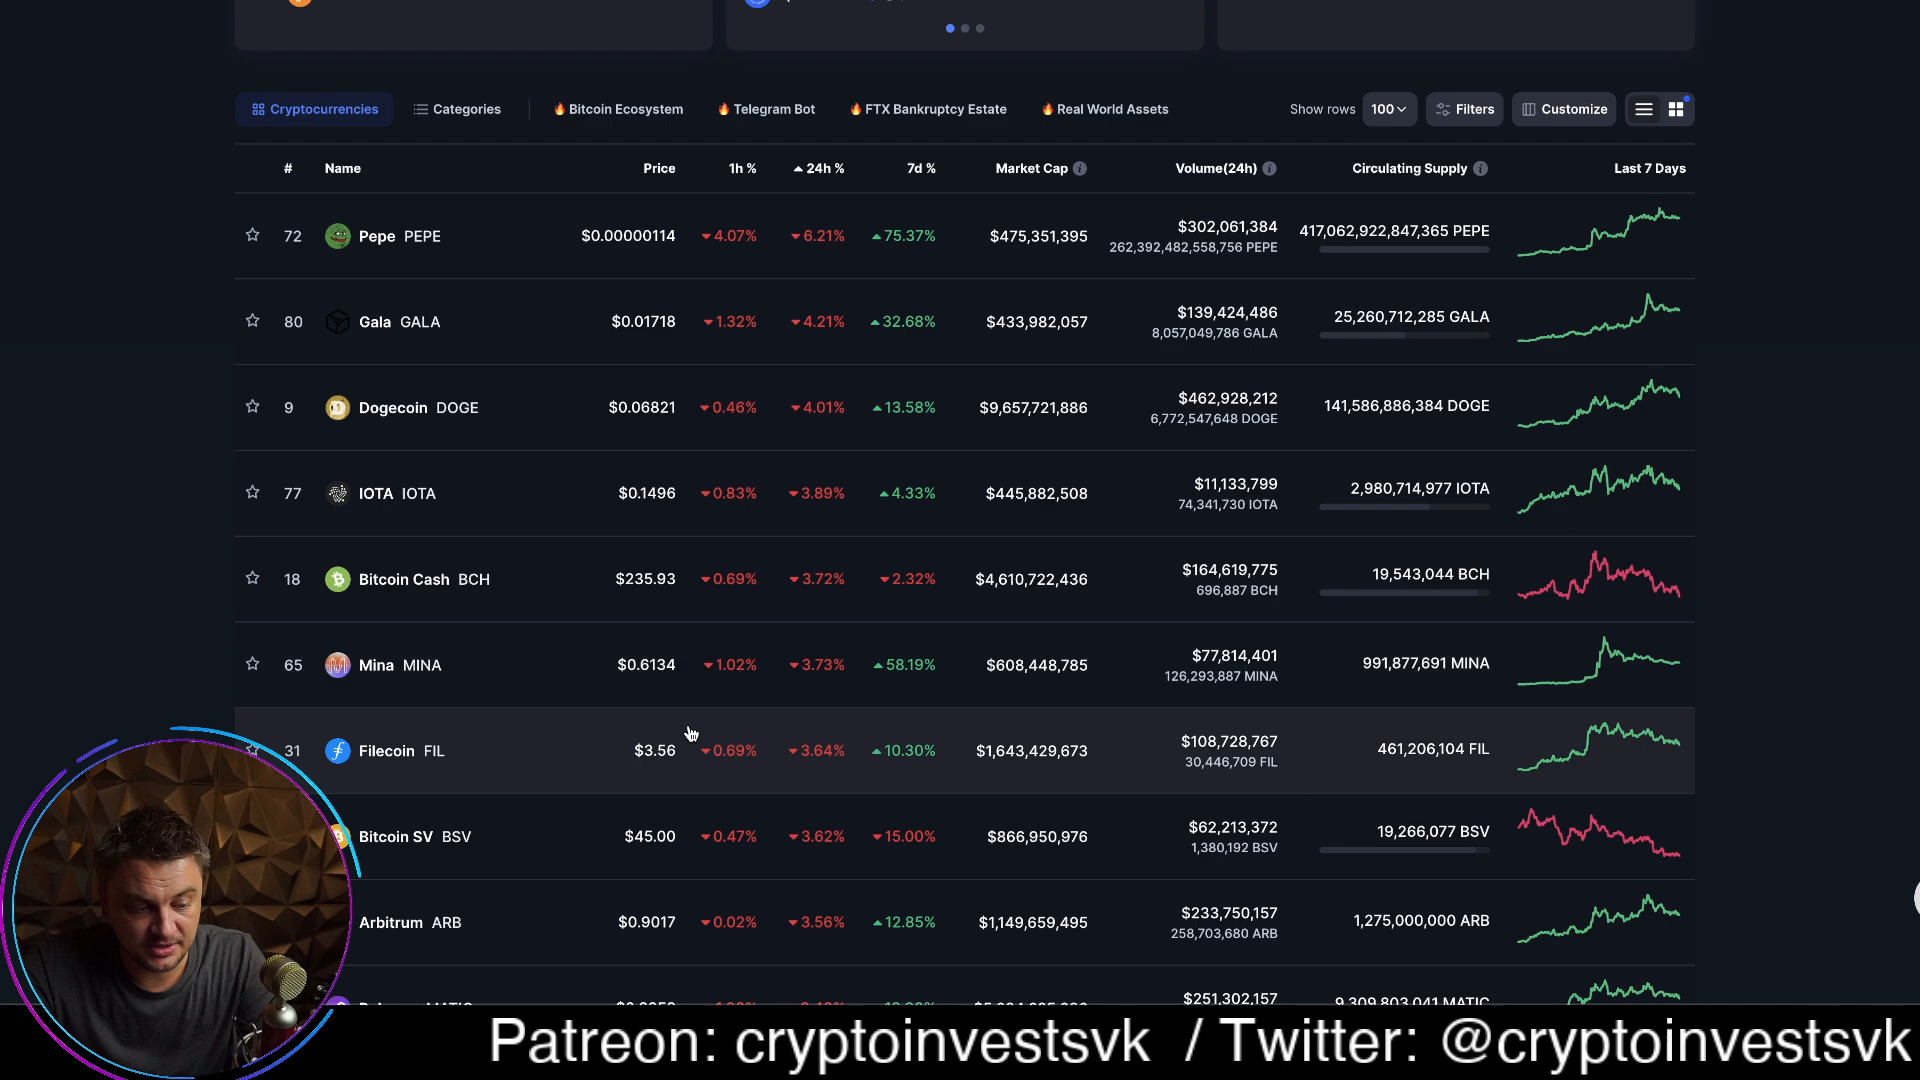 Cryptocurrencies Categories Bitcoin Ecosystem Telegram Bot FTX Bankruptcy Estate Real World Assets Show rows 100 Filters Customize
# Name Price 1h % 24h % 7d % Market Cap Volume(24h) Circulating Supply Last 7 Days
72 Pepe PEPE $0.00000114 4.07% 6.21% 75.37% $475,351,395 $302,061,384 417,062,922,847,365 PEPE
262,392,482,558,756 PEPE
80 Gala GALA $0.01718 1.32% 4.21% 32.68% $433,982,057 $139,424,486 25,260,712,285 GALA
8,057,049,786 GALA
9 Dogecoin DOGE $0.06821 0.46% 4.01% 13.58% $9,657,721,886 $462,928,212 141,586,886,384 DOGE
6,772,547,648 DOGE
77 IOTA IOTA $0.1496 0.83% 3.89% 4.33% $445,882,508 $11,133,799 2,980,714,977 IOTA
74,341,730 IOTA
18 Bitcoin Cash BCH $235.93 0.69% 3.72% 2.32% $4,610,722,436 $164,619,775 19,543,044 BCH
696,887 BCH
65 Mina MINA $0.6134 1.02% 3.73% 58.19% $608,448,785 $77,814,401 991,877,691 MINA
126,293,887 MINA
31 Filecoin FIL $3.56 0.69% 3.64% 10.30% $1,643,429,673 $108,728,767 461,206,104 FIL
30,446,709 FIL
Bitcoin SV BSV $45.00 0.47% 3.62% 15.00% $866,950,976 $62,213,372 19,266,077 BSV
1,380,192 BSV
Arbitrum ARB $0.9017 0.02% 3.56% 12.85% $1,149,659,495 $233,750,157 1,275,000,000 ARB
258,703,680 ARB
MATIC $251,302,157 9,309,803,041 MATIC
Patreon: cryptoinvestsvk / Twitter: @cryptoinvestsvk